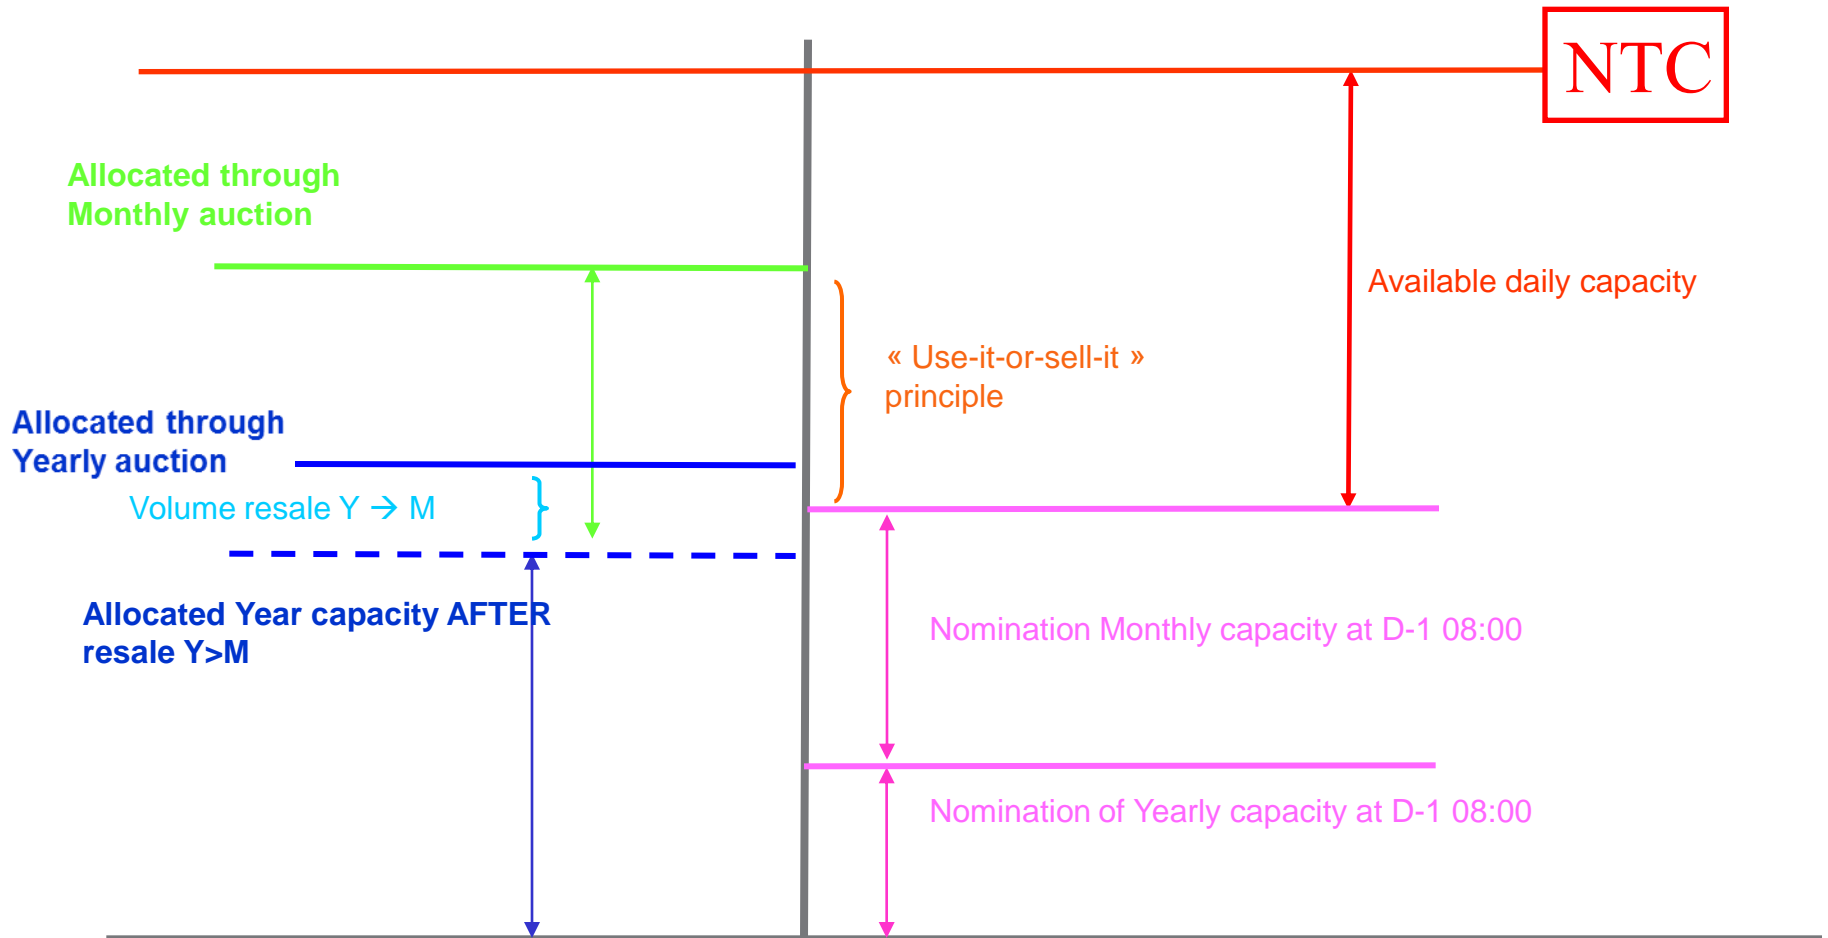 NTC
Allocated through
Monthly auction
Available daily capacity
« Use-it-or-sell-it »
principle
Allocated through
Yearly auction
Volume resale Y → M
Allocated Year capacity AFTER
resale Y>M
Nomination Monthly capacity at D-1 08:00
Nomination of Yearly capacity at D-1 08:00